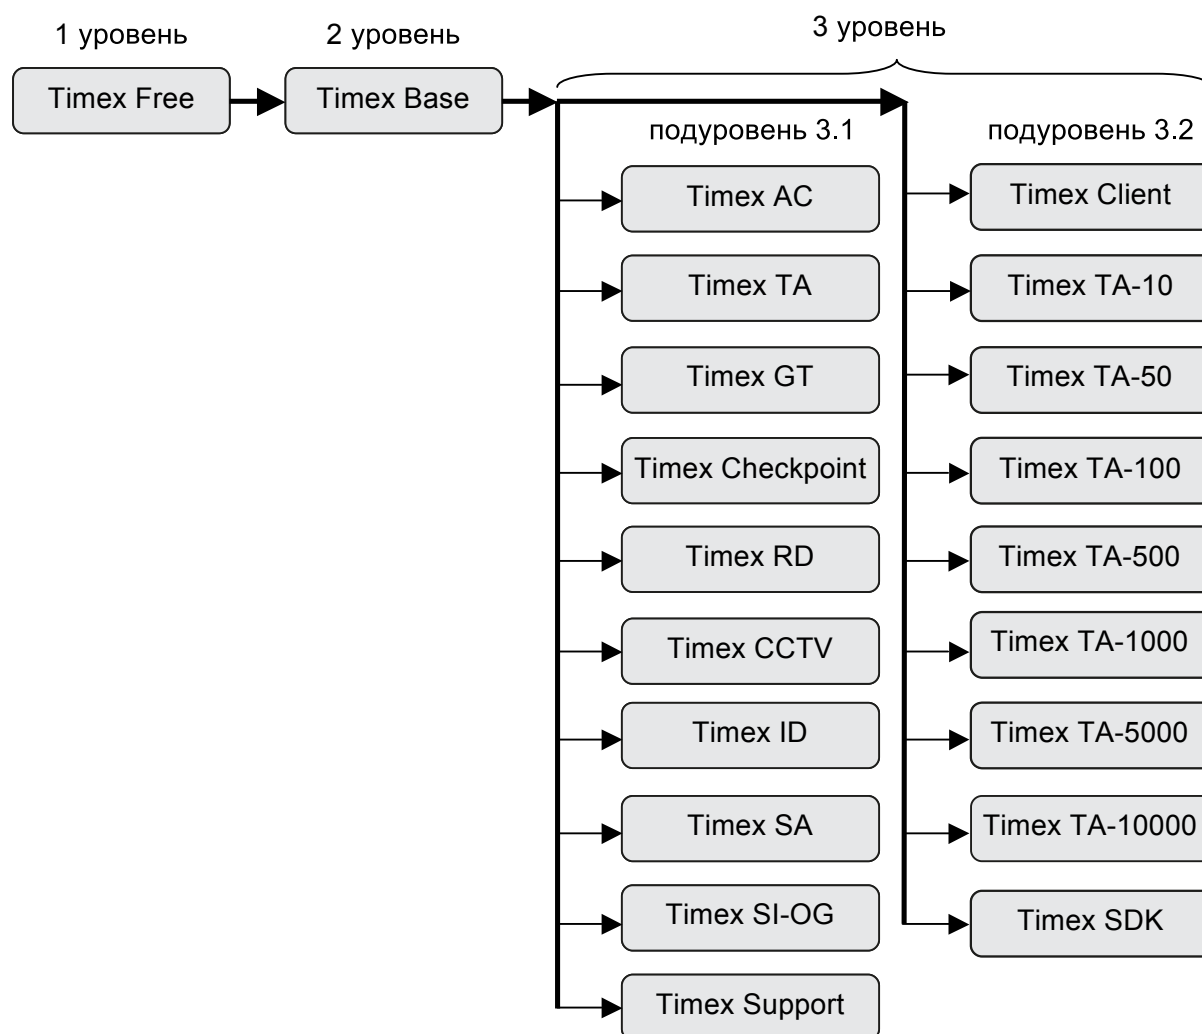 1 уровень
2 уровень
3 уровень
Timex Free
Timex Base
подуровень 3.1
подуровень 3.2
Timex AC
Timex Client
Timex TA
Timex TA-10
Timex GT
Timex TA-50
Timex Checkpoint
Timex TA-100
Timex RD
Timex TA-500
Timex CCTV
Timex TA-1000
Timex ID
Timex TA-5000
Timex SA
Timex TA-10000
Timex SI-OG
Timex SDK
Timex Support